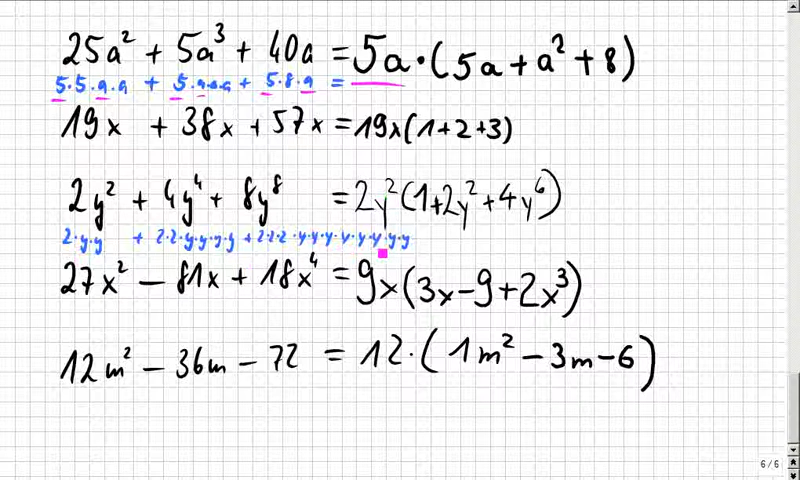 25a² + 5a³ + 40a = 5a·(5a + a² + 8)
5·5·a·a + 5·a·a·a + 5·8·a =
19x + 38x + 57x = 19x(1+2+3)
2y² + 4y⁴ + 8y⁸ = 2y²(1+2y²+4y⁶)
2·y·y + 2·2·y·y·y·y + 2·2·2·y·y·y·y·y·y·y·y
27x² − 81x + 18x⁴ = 9x(3x−9+2x³)
12m² − 36m − 72 = 12·(1m² − 3m − 6)
6/6